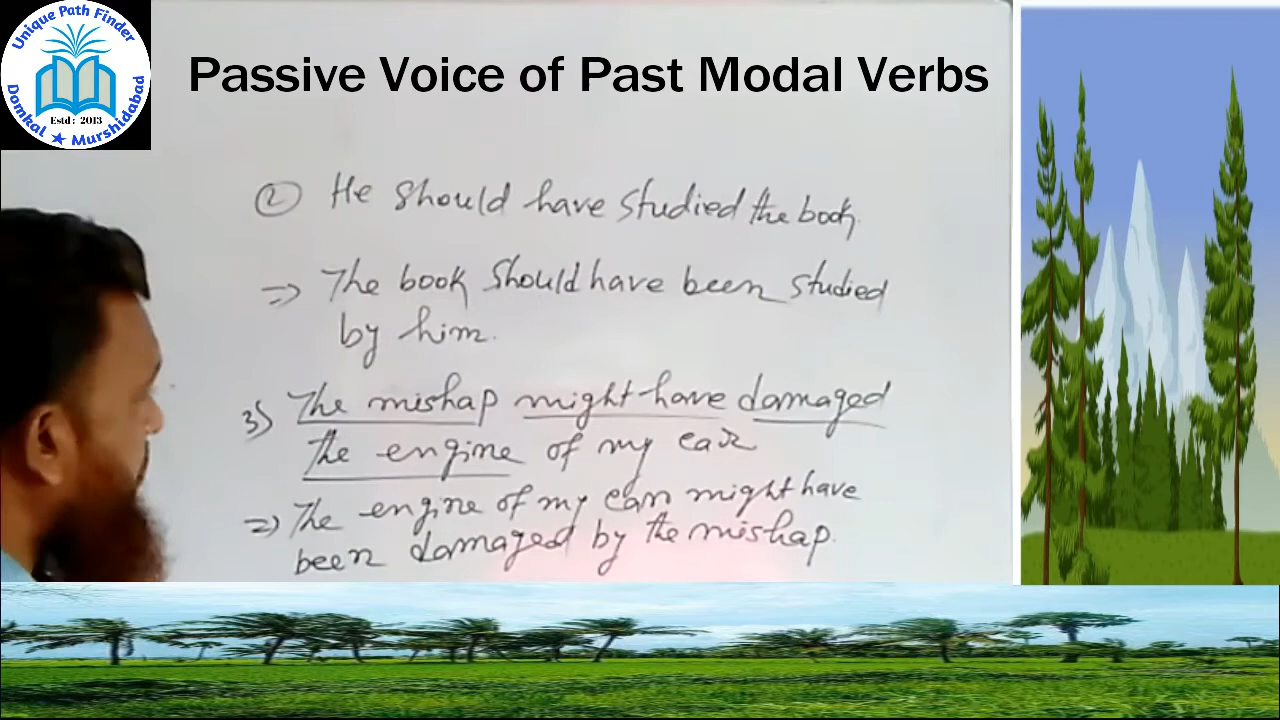 Unique Path Finder
Estd : 2013
Domkal ★ Murshidabad
Passive Voice of Past Modal Verbs
② He should have studied the book.
=> The book should have been studied
by him.
3) The mishap might have damaged
the engine of my car
=> The engine of my car might have
been damaged by the mishap.